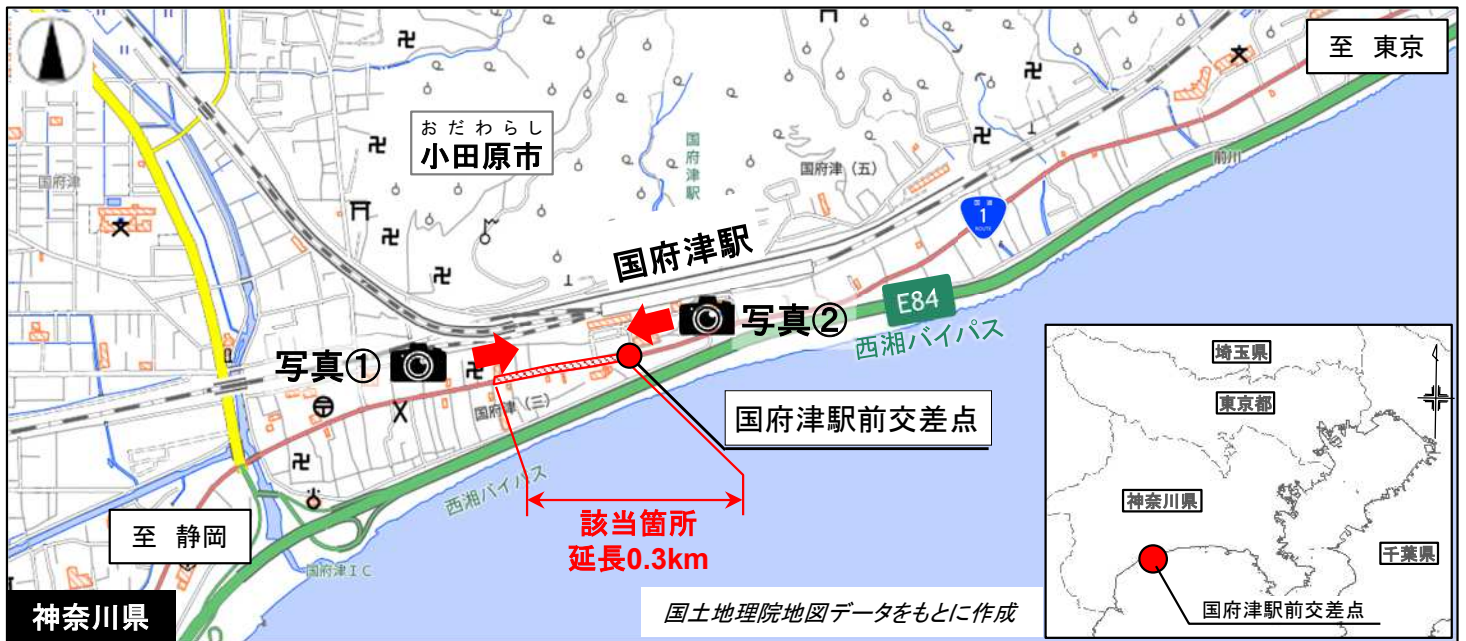 至 東京
おだわらし
小田原市
国府津駅
国府津(五)
前川
国府津
国道
1
ROUTE
国府津駅
E84
写真②
西湘バイパス
写真①
国府津(三)
国府津駅前交差点
西湘バイパス
該当箇所
延長0.3km
至 静岡
国府津IC
神奈川県
国土地理院地図データをもとに作成
埼玉県
東京都
神奈川県
千葉県
国府津駅前交差点